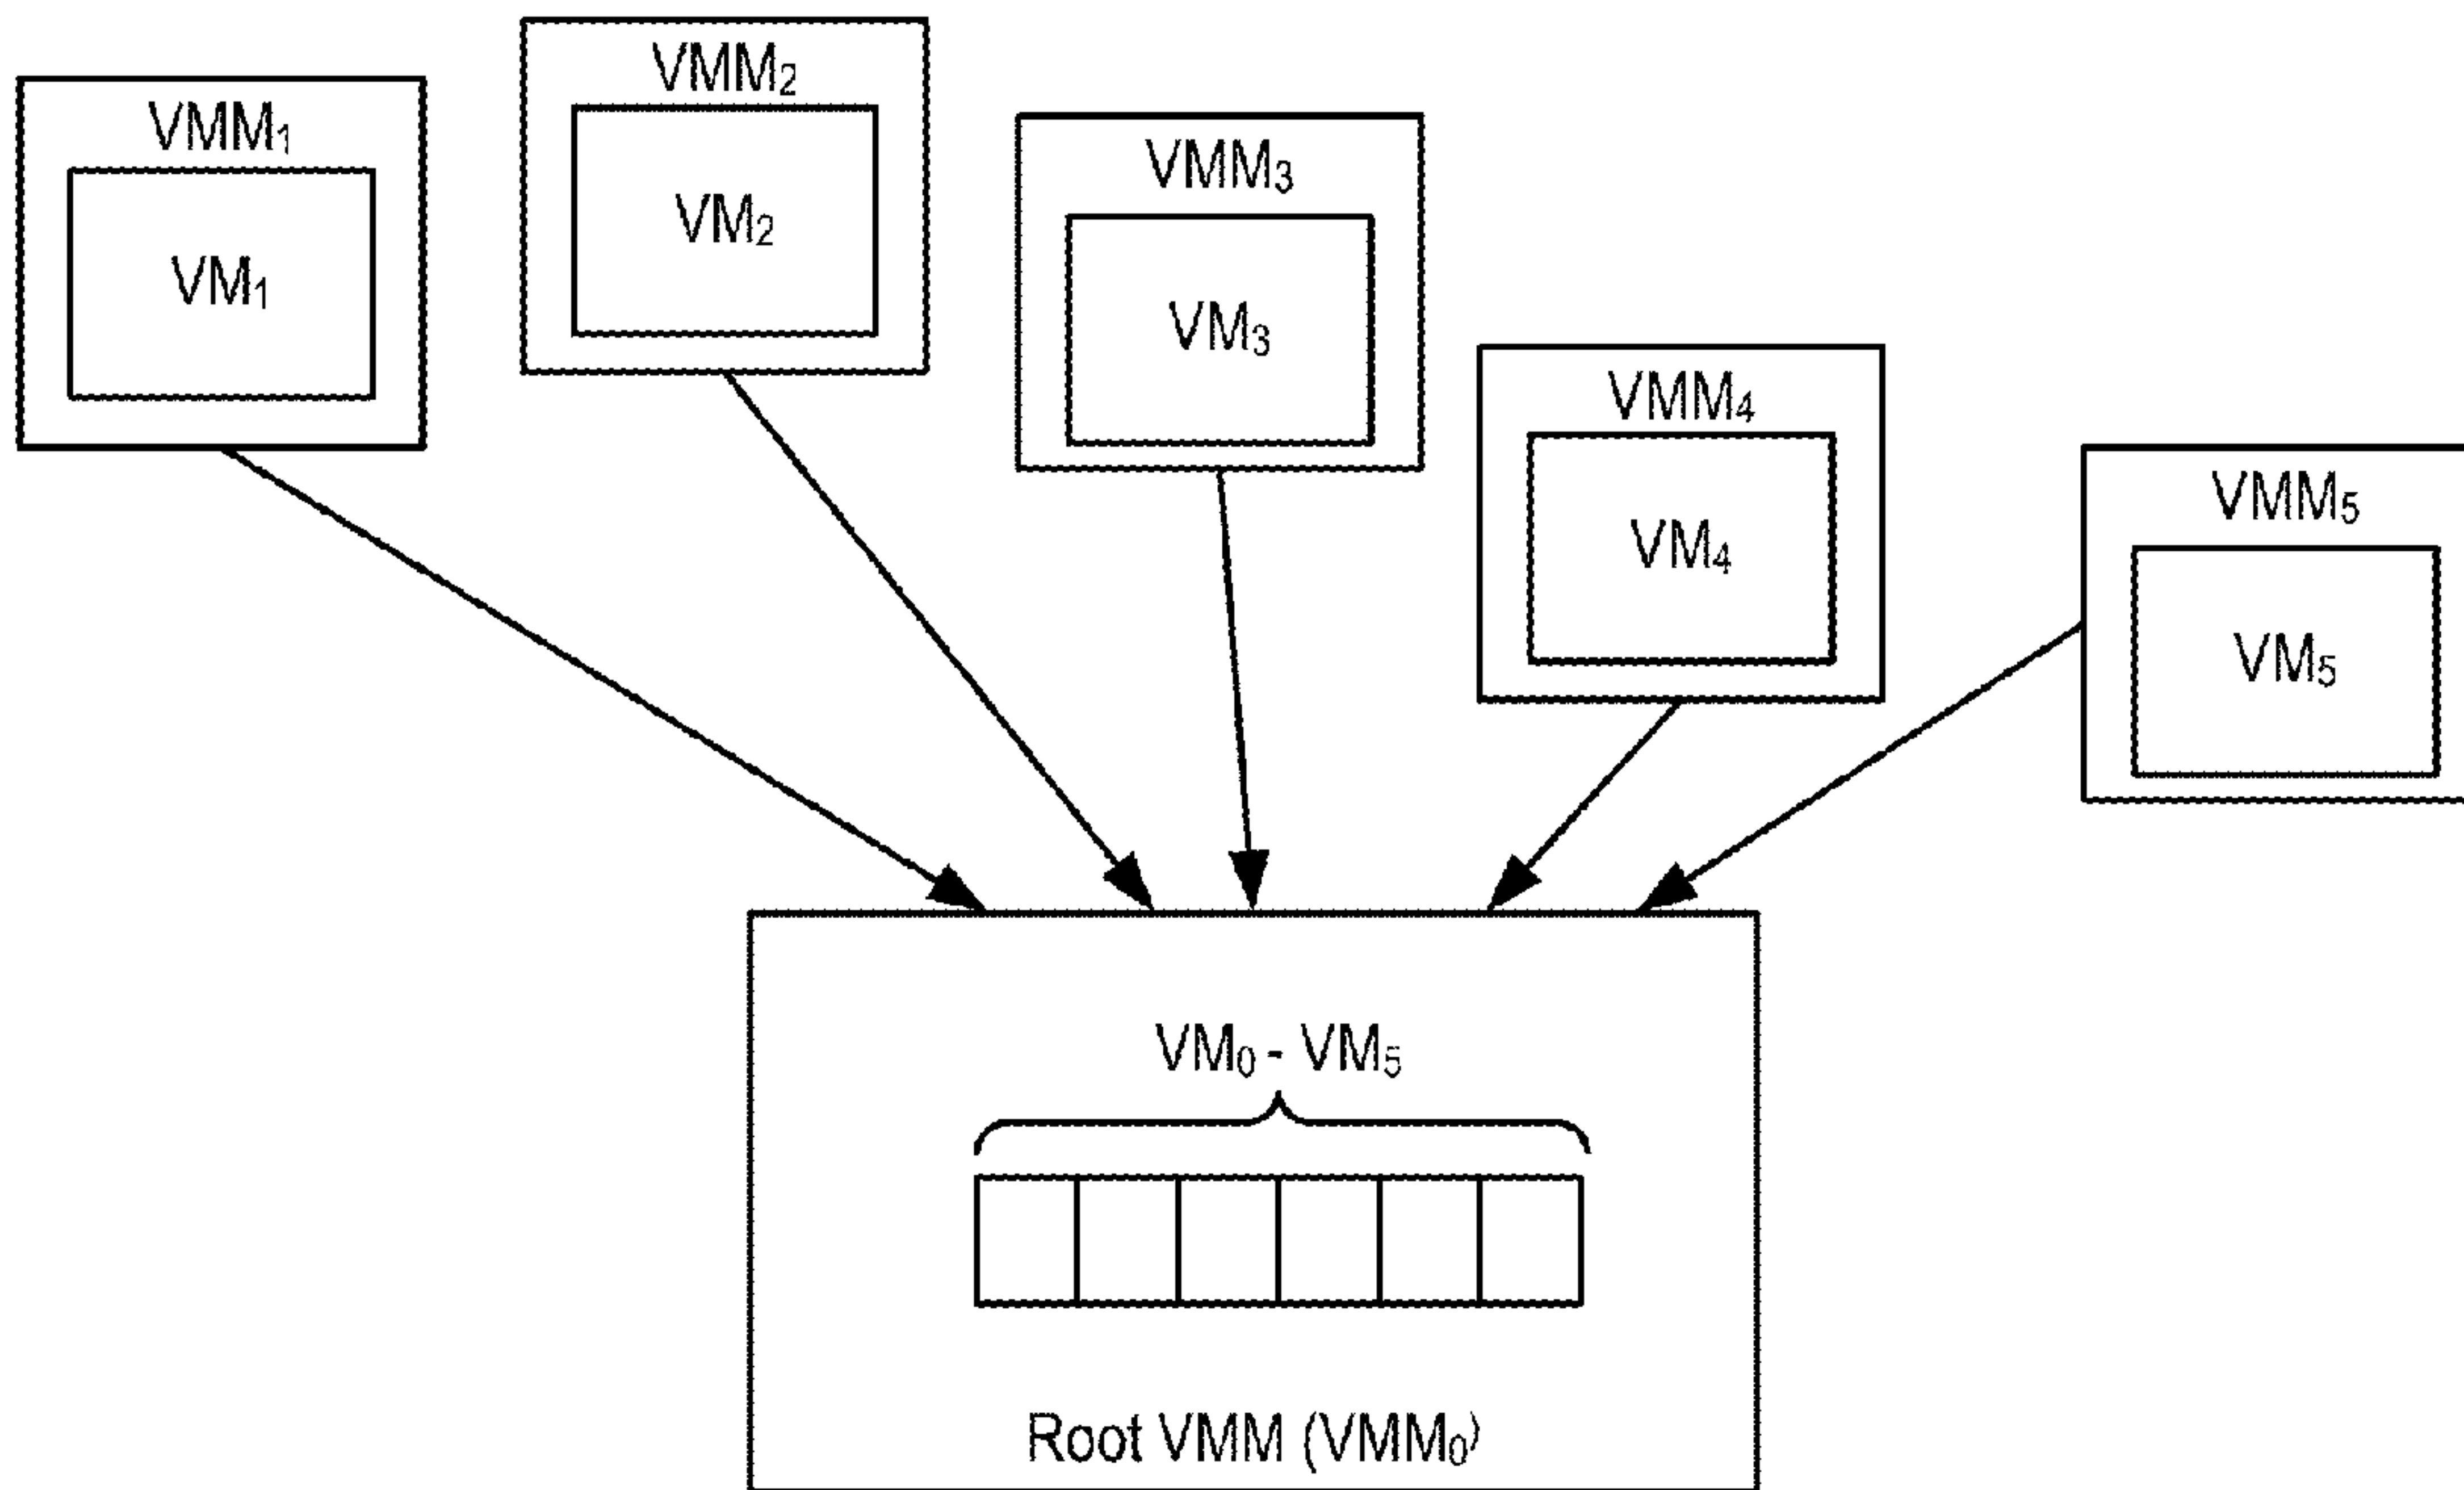 VMM₁
VM₁
VMM₂
VM₂
VMM₃
VM₃
VMM₄
VM₄
VMM₅
VM₅
VM₀ - VM₅
Root VMM (VMM₀)